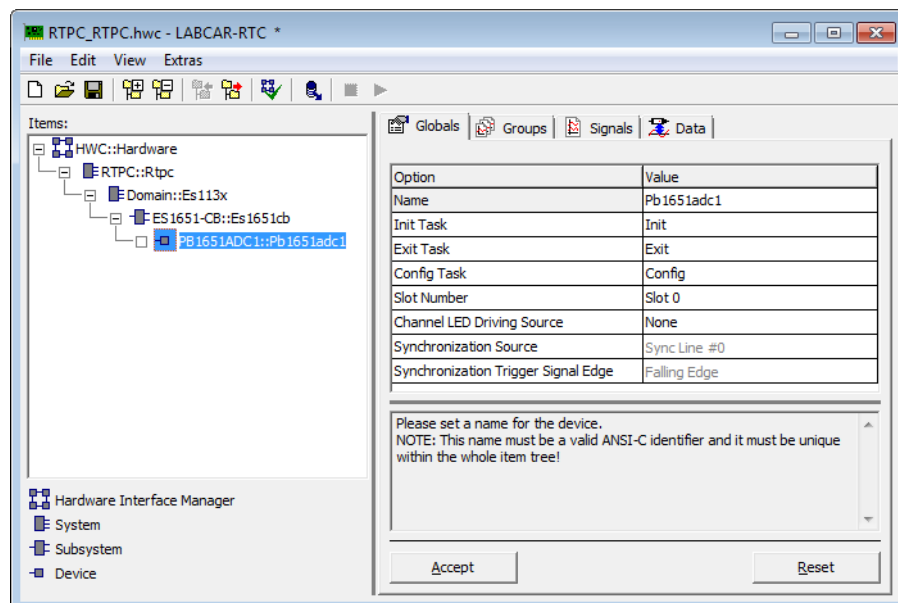 RTPC_RTPC.hwc - LABCAR-RTC *
File Edit View Extras
Items:
HWC::Hardware
RTPC::Rtpc
Domain::Es113x
ES1651-CB::Es1651cb
PB1651ADC1::Pb1651adc1
Hardware Interface Manager
System
Subsystem
Device
Globals Groups Signals Data
Option Value
Name Pb1651adc1
Init Task Init
Exit Task Exit
Config Task Config
Slot Number Slot 0
Channel LED Driving Source None
Synchronization Source Sync Line #0
Synchronization Trigger Signal Edge Falling Edge
Please set a name for the device.
NOTE: This name must be a valid ANSI-C identifier and it must be unique
within the whole item tree!
Accept Reset